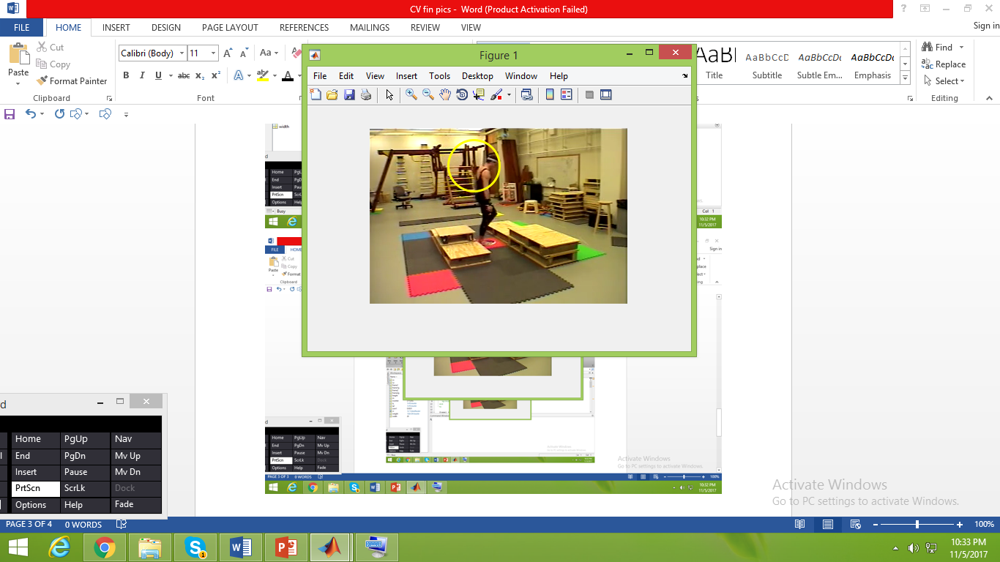 CV fin pics - Word (Product Activation Failed)
FILE HOME INSERT DESIGN PAGE LAYOUT REFERENCES MAILINGS REVIEW VIEW Sign in
Paste
Cut
Copy
Format Painter
Clipboard
Calibri (Body) 11
Font
Title
AaBbCcD Subtitle
AaBbCcDc Subtle Em...
AaBbCcDc Emphasis
Find
Replace
Select
Editing
Figure 1
File Edit View Insert Tools Desktop Window Help
width
Home PgUp
End
Insert Pause
PrtScn
Options Help
Busy
Col 1
10:32 PM
11/5/2017
FILE
Sign in
Cut
Copy
Format
Paste
Clipboard
Home PgUp Nav
End PgDn Mv Up
Insert Pause Mv Dn
PrtScn ScrLk
Options Help Fade
PAGE 3 OF 3 0 WORDS
100%
Activate Windows
Go to PC settings to activate Windows.
10:32 PM
11/5/2017
Home PgUp Nav
End PgDn Mv Up
Insert Pause Mv Dn
PrtScn ScrLk Dock
Options Help Fade
Activate Windows
Go to PC settings to activate Windows.
PAGE 3 OF 4 0 WORDS
100%
10:33 PM
11/5/2017